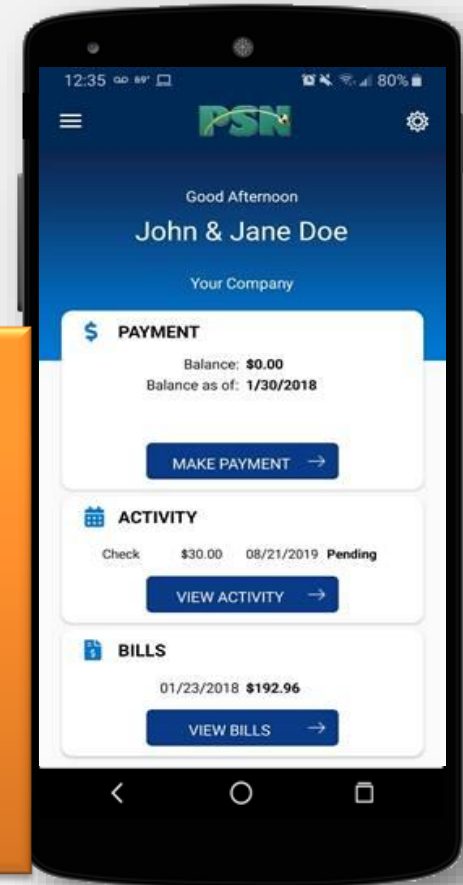 12:35 69° 80%
PSN
Good Afternoon
John & Jane Doe
Your Company
$ PAYMENT
Balance: $0.00
Balance as of: 1/30/2018
MAKE PAYMENT →
ACTIVITY
Check $30.00 08/21/2019 Pending
VIEW ACTIVITY →
BILLS
01/23/2018 $192.96
VIEW BILLS →